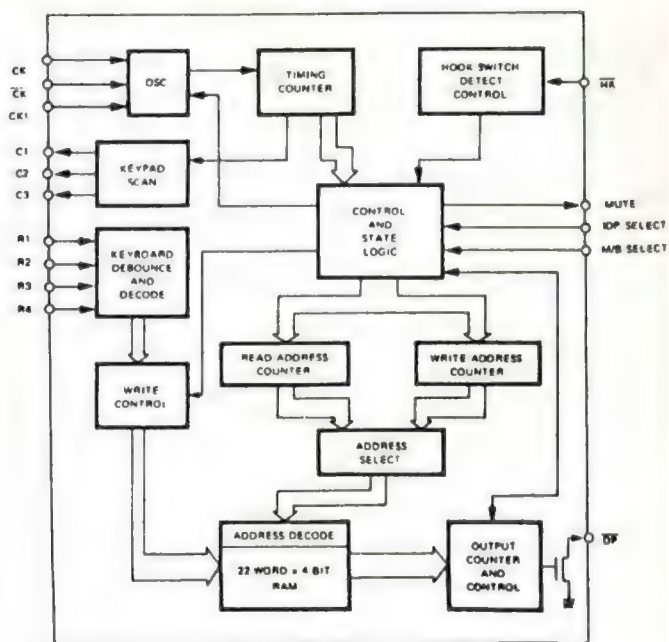 CK
CK
CK1
C1
C2
C3
R1
R2
R3
R4
OSC
TIMING
COUNTER
HOOK SWITCH
DETECT
CONTROL
HK
KEYPAD
SCAN
CONTROL
AND
STATE
LOGIC
MUTE
IDP SELECT
M/B SELECT
KEYBOARD
DEBOUNCE
AND
DECODE
READ ADDRESS
COUNTER
WRITE ADDRESS
COUNTER
WRITE
CONTROL
ADDRESS
SELECT
ADDRESS DECODE
22 WORD × 4 BIT
RAM
OUTPUT
COUNTER
AND
CONTROL
DP